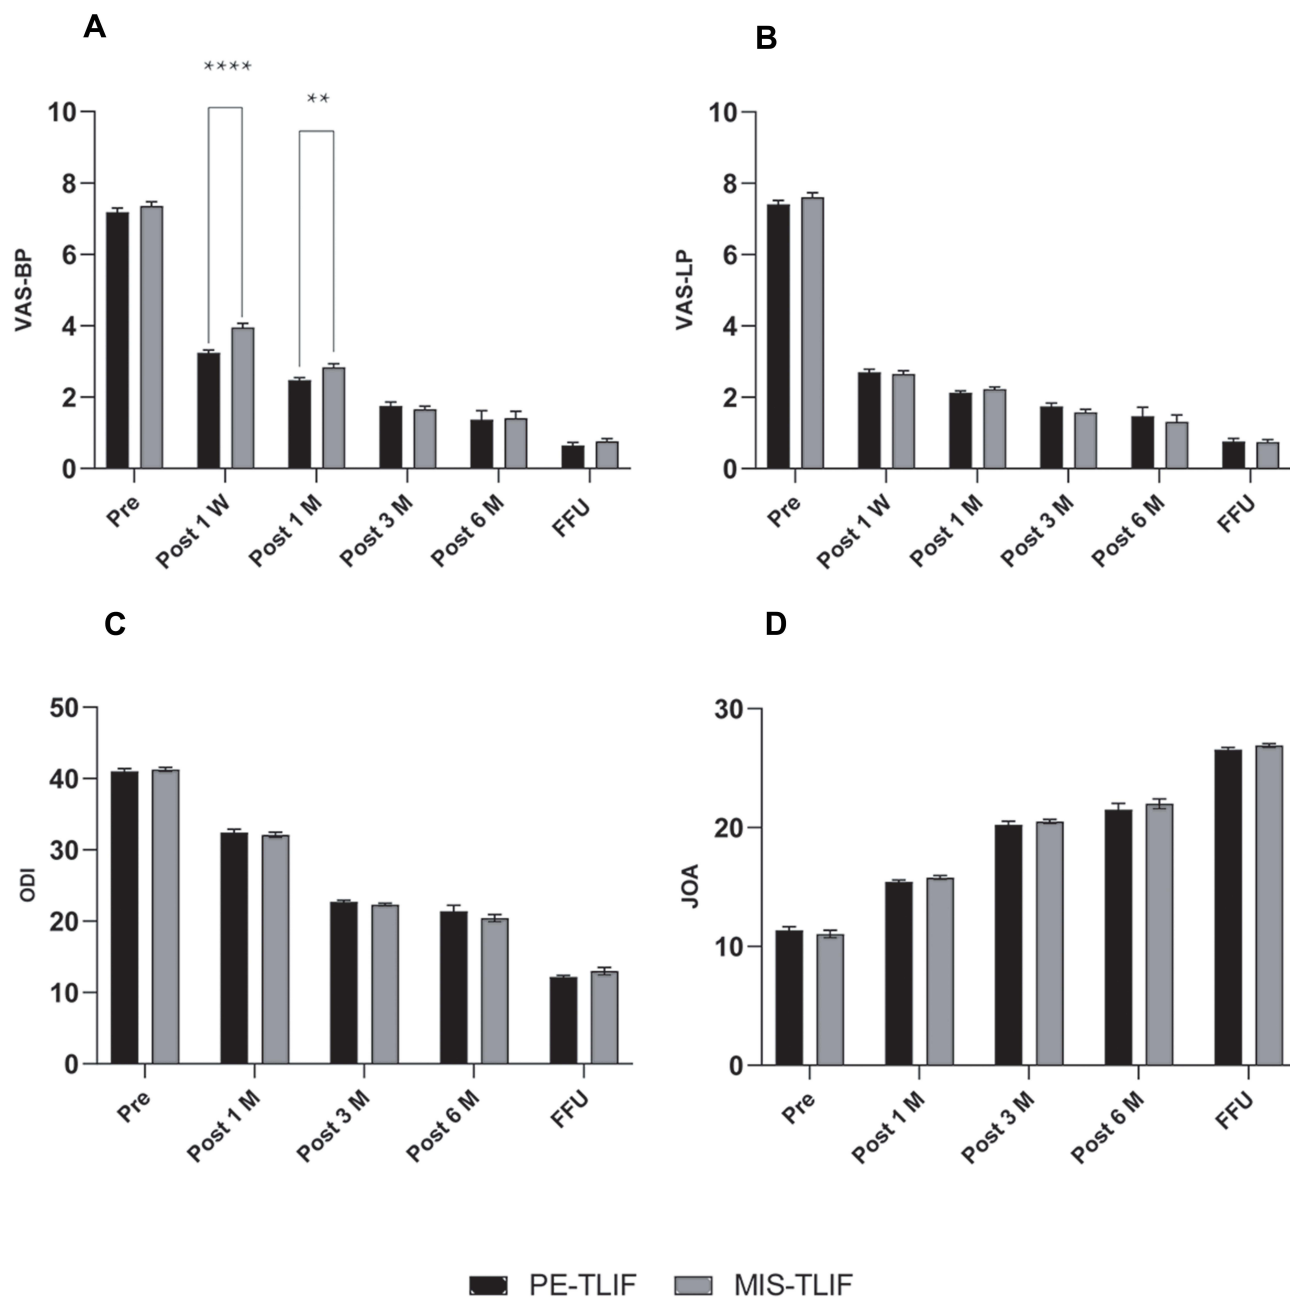 A
****
**
10
8
6
4
2
0
VAS-BP
Pre
Post 1 W
Post 1 M
Post 3 M
Post 6 M
FFU
B
10
8
6
4
2
0
VAS-LP
Pre
Post 1 W
Post 1 M
Post 3 M
Post 6 M
FFU
C
50
40
30
20
10
0
ODI
Pre
Post 1 M
Post 3 M
Post 6 M
FFU
D
30
20
10
0
JOA
Pre
Post 1 M
Post 3 M
Post 6 M
FFU
PE-TLIF
MIS-TLIF